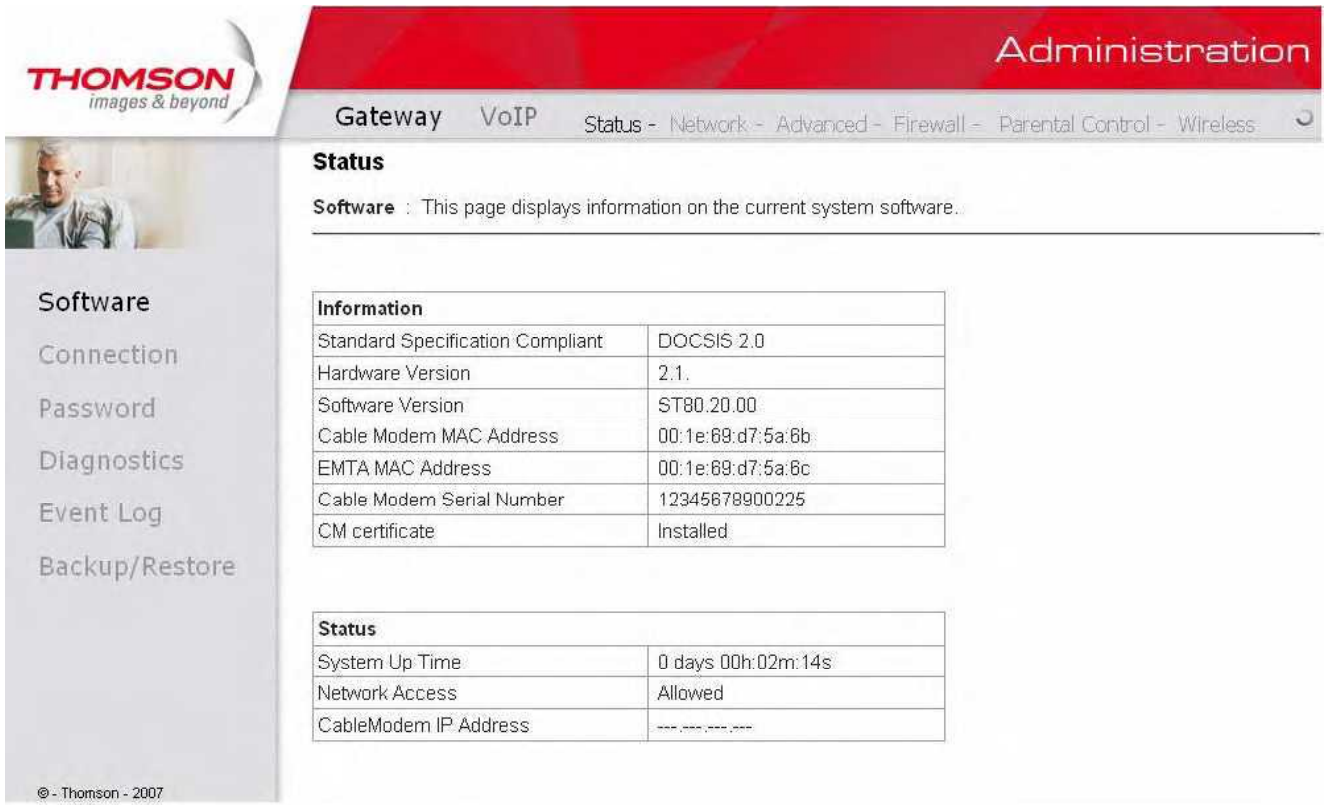 THOMSON
images & beyond
Administration
Gateway VoIP Status - Network - Advanced - Firewall - Parental Control - Wireless
Status
Software : This page displays information on the current system software.
Software
Connection
Password
Diagnostics
Event Log
Backup/Restore
Information
Standard Specification Compliant DOCSIS 2.0
Hardware Version 2.1.
Software Version ST80.20.00
Cable Modem MAC Address 00:1e:69:d7:5a:6b
EMTA MAC Address 00:1e:69:d7:5a:6c
Cable Modem Serial Number 12345678900225
CM certificate Installed
Status
System Up Time 0 days 00h:02m:14s
Network Access Allowed
CableModem IP Address ---.---.---.---
© - Thomson - 2007